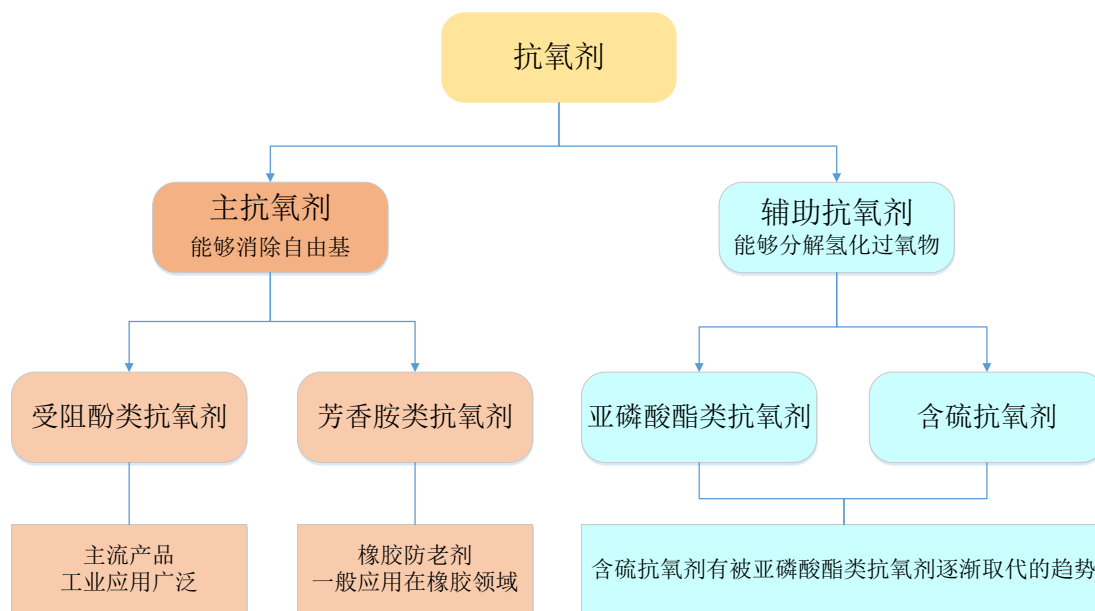 抗氧剂
主抗氧剂
能够消除自由基
辅助抗氧剂
能够分解氢化过氧物
受阻酚类抗氧剂
芳香胺类抗氧剂
亚磷酸酯类抗氧剂
含硫抗氧剂
主流产品
工业应用广泛
橡胶防老剂
一般应用在橡胶领域
含硫抗氧剂有被亚磷酸酯类抗氧剂逐渐取代的趋势